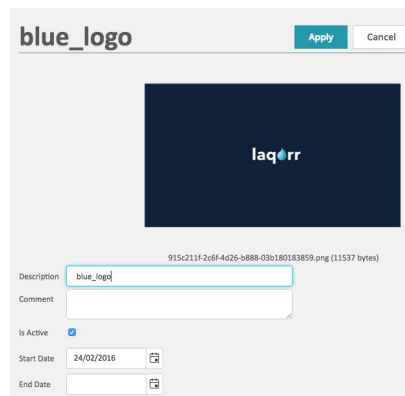 blue_logo
Apply Cancel
laqorr
915c211f-2c6f-4d26-b888-03b180183859.png (11537 bytes)
Description blue_logo
Comment
Is Active
Start Date 24/02/2016
End Date